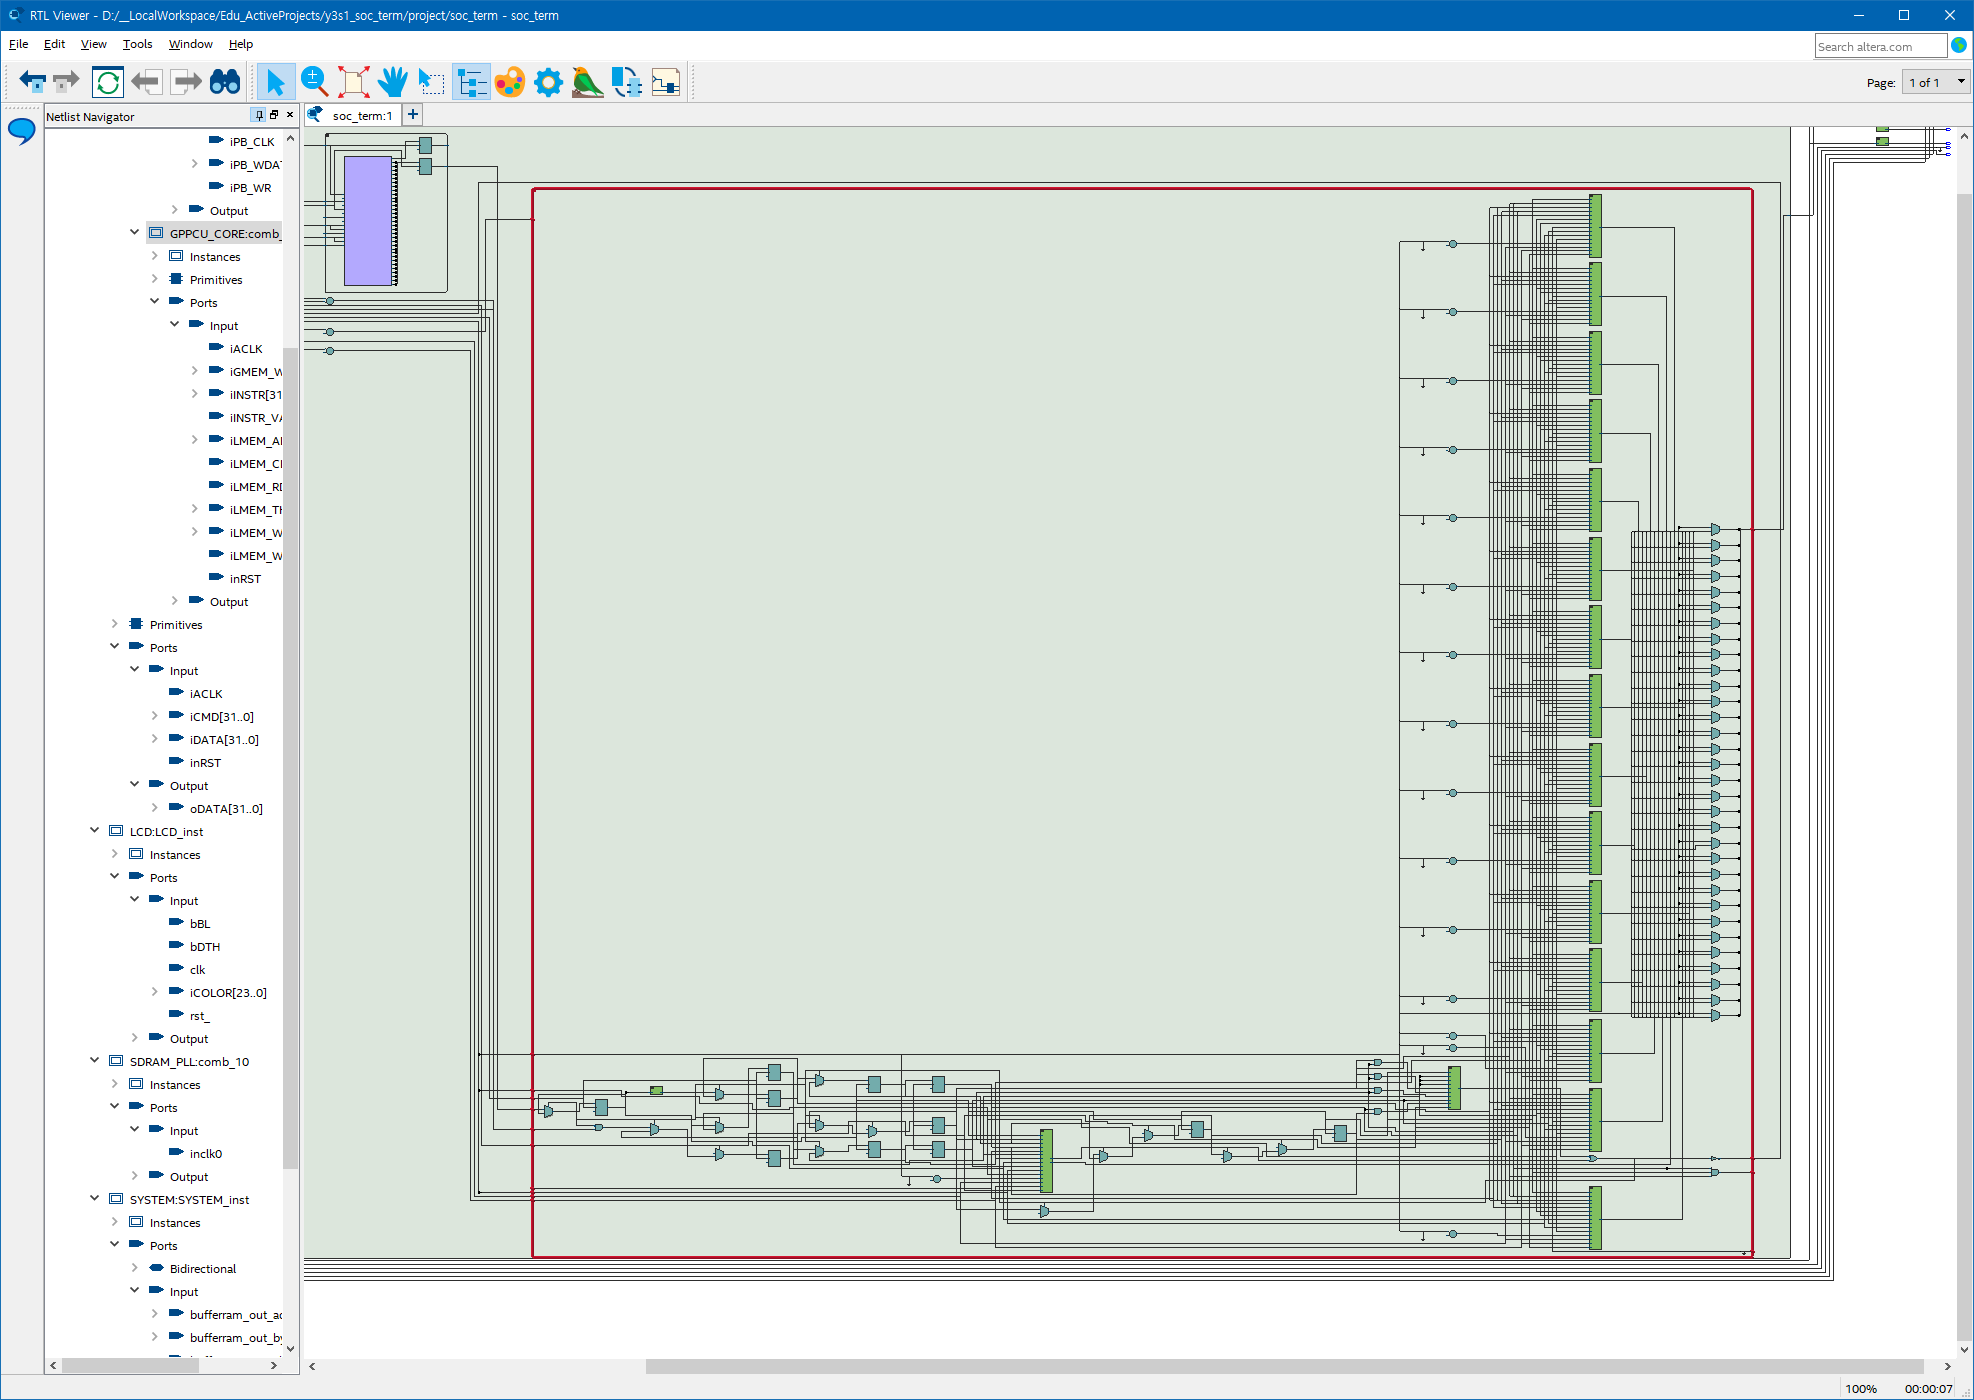 RTL Viewer - D:/__LocalWorkspace/Edu_ActiveProjects/y3s1_soc_term/project/soc_term - soc_term
File Edit View Tools Window Help
Search altera.com
Page: 1 of 1
Netlist Navigator
soc_term:1
iPB_CLK
iPB_WDA
iPB_WR
Output
GPPCU_CORE:comb_
Instances
Primitives
Ports
Input
iACLK
iGMEM_W
iINSTR[31
iINSTR_VA
iLMEM_A
iLMEM_C
iLMEM_R
iLMEM_T
iLMEM_W
iLMEM_W
inRST
Output
Primitives
Ports
Input
iACLK
iCMD[31..0]
iDATA[31..0]
inRST
Output
oDATA[31..0]
LCD:LCD_inst
Instances
Ports
Input
bBL
bDTH
clk
iCOLOR[23..0]
rst_
Output
SDRAM_PLL:comb_10
Instances
Ports
Input
inclk0
Output
SYSTEM:SYSTEM_inst
Instances
Ports
Bidirectional
Input
bufferram_out_a
bufferram_out_b
100% 00:00:07